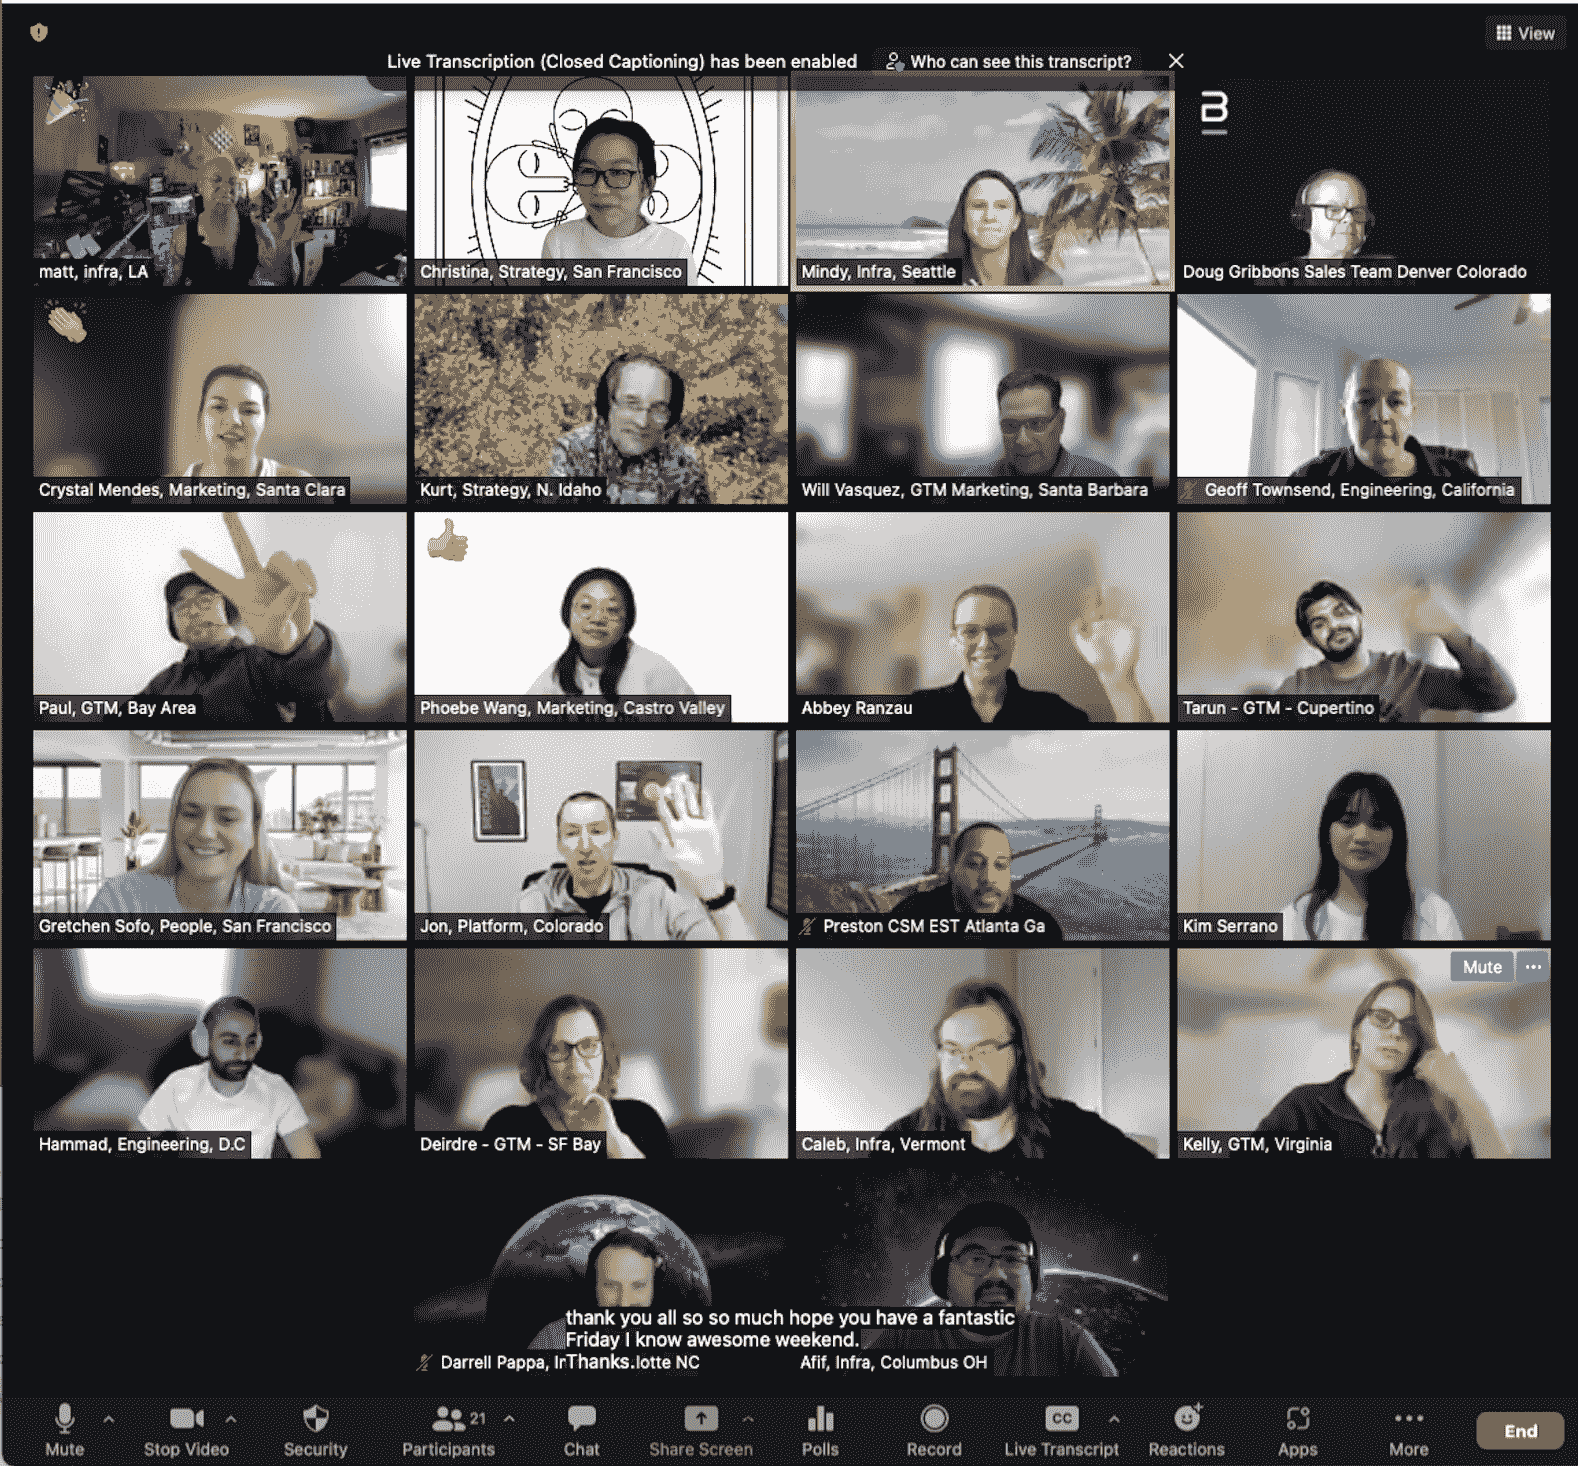 View
Live Transcription (Closed Captioning) has been enabled
Who can see this transcript?
B
matt, infra, LA
Christina, Strategy, San Francisco
Mindy, Infra, Seattle
Doug Gribbons Sales Team Denver Colorado
Crystal Mendes, Marketing, Santa Clara
Kurt, Strategy, N. Idaho
Will Vasquez, GTM Marketing, Santa Barbara
Geoff Townsend, Engineering, California
Paul, GTM, Bay Area
Phoebe Wang, Marketing, Castro Valley
Abbey Ranzau
Tarun - GTM - Cupertino
Gretchen Sofo, People, San Francisco
Jon, Platform, Colorado
Preston CSM EST Atlanta Ga
Kim Serrano
Mute
Hammad, Engineering, D.C
Deirdre - GTM - SF Bay
Caleb, Infra, Vermont
Kelly, GTM, Virginia
thank you all so so much hope you have a fantastic
Friday I know awesome weekend.
Thanks.
Darrell Pappa, In lotte NC
Afif, Infra, Columbus OH
21
CC
Mute
Stop Video
Security
Participants
Chat
Share Screen
Polls
Record
Live Transcript
Reactions
Apps
More
End